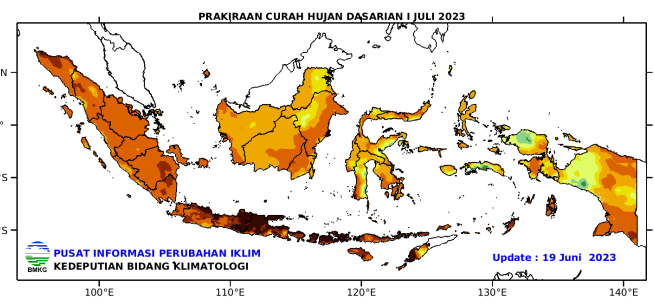 PRAKIRAAN CURAH HUJAN DASARIAN I JULI 2023
N
°
S
S
PUSAT INFORMASI PERUBAHAN IKLIM
KEDEPUTIAN BIDANG KLIMATOLOGI
BMKG
Update : 19 Juni 2023
100°E 110°E 120°E 130°E 140°E